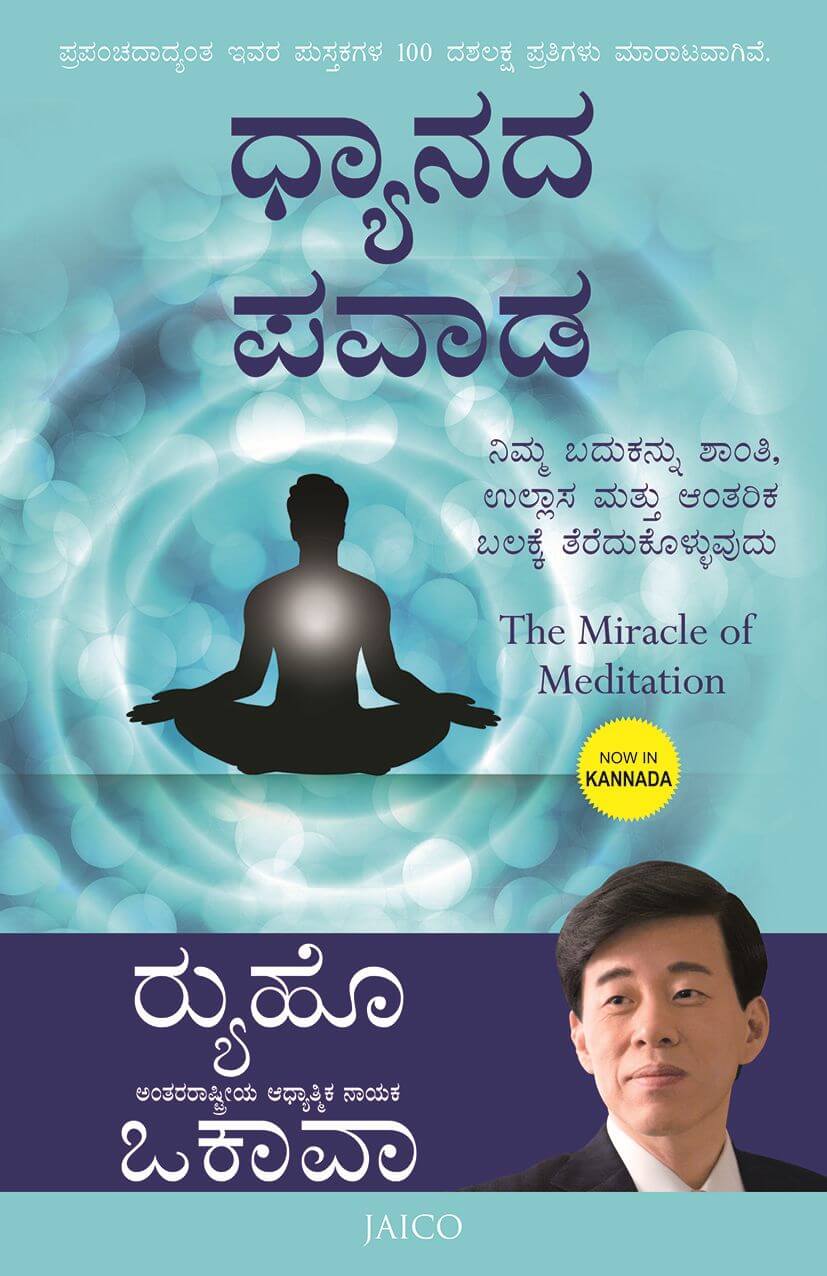 ಪ್ರಪಂಚದಾದ್ಯಂತ ಇವರ ಪುಸ್ತಕಗಳ 100 ದಶಲಕ್ಷ ಪ್ರತಿಗಳು ಮಾರಾಟವಾಗಿವೆ.
ಧ್ಯಾನದ
ಪವಾಡ
ನಿಮ್ಮ ಬದುಕನ್ನು ಶಾಂತಿ,
ಉಲ್ಲಾಸ ಮತ್ತು ಆಂತರಿಕ
ಬಲಕ್ಕೆ ತೆರೆದುಕೊಳ್ಳುವುದು
The Miracle of
Meditation
NOW IN
KANNADA
ರ‍್ಯುಹೊ
ಅಂತರರಾಷ್ಟ್ರೀಯ ಆಧ್ಯಾತ್ಮಿಕ ನಾಯಕ
ಒಕಾವಾ
JAICO